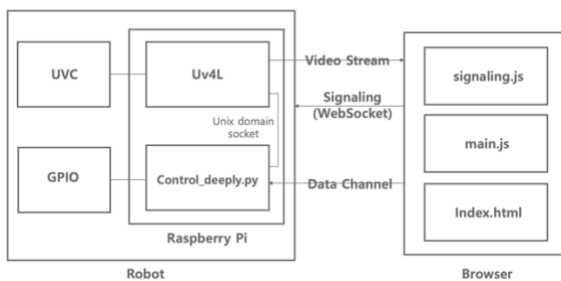 UVC
Uv4L
Video Stream
signaling.js
Signaling
(WebSocket)
Unix domain
socket
main.js
GPIO
Control_deeply.py
Data Channel
Index.html
Raspberry Pi
Robot
Browser